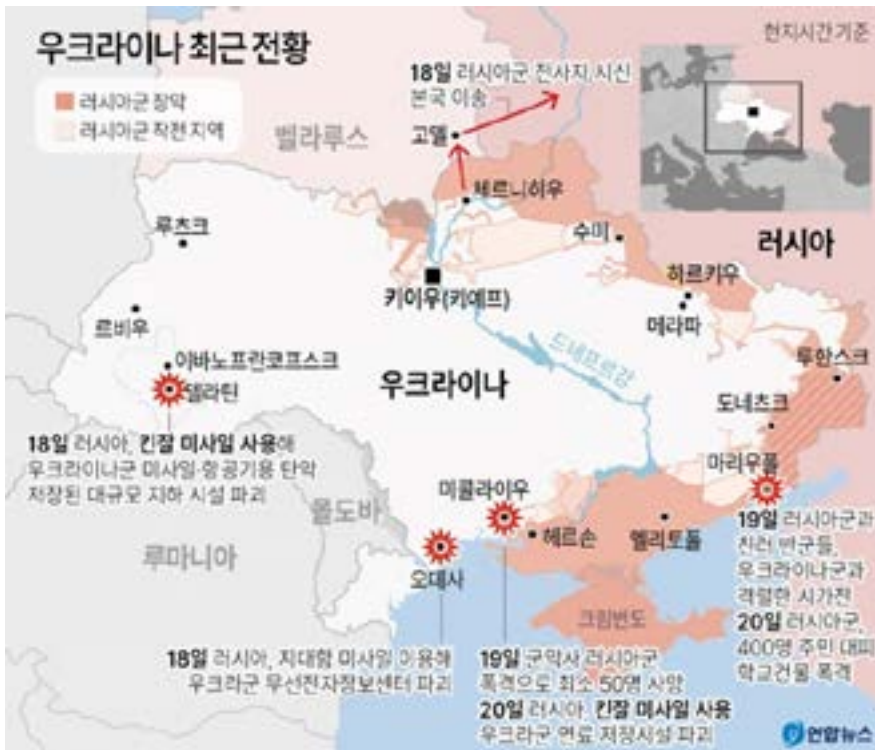 우크라이나 최근 전황
현지시간 기준
러시아군 장악
러시아군 작전 지역
18일 러시아군 전사자 시신
본국 이송
벨라루스
고멜
체르니히우
루츠크
수미
러시아
하르키우
키이우(키예프)
메라파
르비우
드네프르강
이바노프란코프스크
루한스크
델라틴
우크라이나
도네츠크
18일 러시아, 킨잘 미사일 사용해
우크라이나군 미사일·항공기용 탄약
저장된 대규모 지하 시설 파괴
마리우폴
미콜라이우
몰도바
헤르손
멜리토폴
루마니아
오데사
19일 러시아군과
친러 반군들,
우크라이나군과
격렬한 시가전
크림반도
20일 러시아군,
400명 주민 대피
학교건물 폭격
18일 러시아, 지대함 미사일 이용해
우크라군 무선전자정보센터 파괴
19일 군막사 러시아군
폭격으로 최소 50명 사망
20일 러시아, 킨잘 미사일 사용
우크라군 연료 저장시설 파괴
연합뉴스